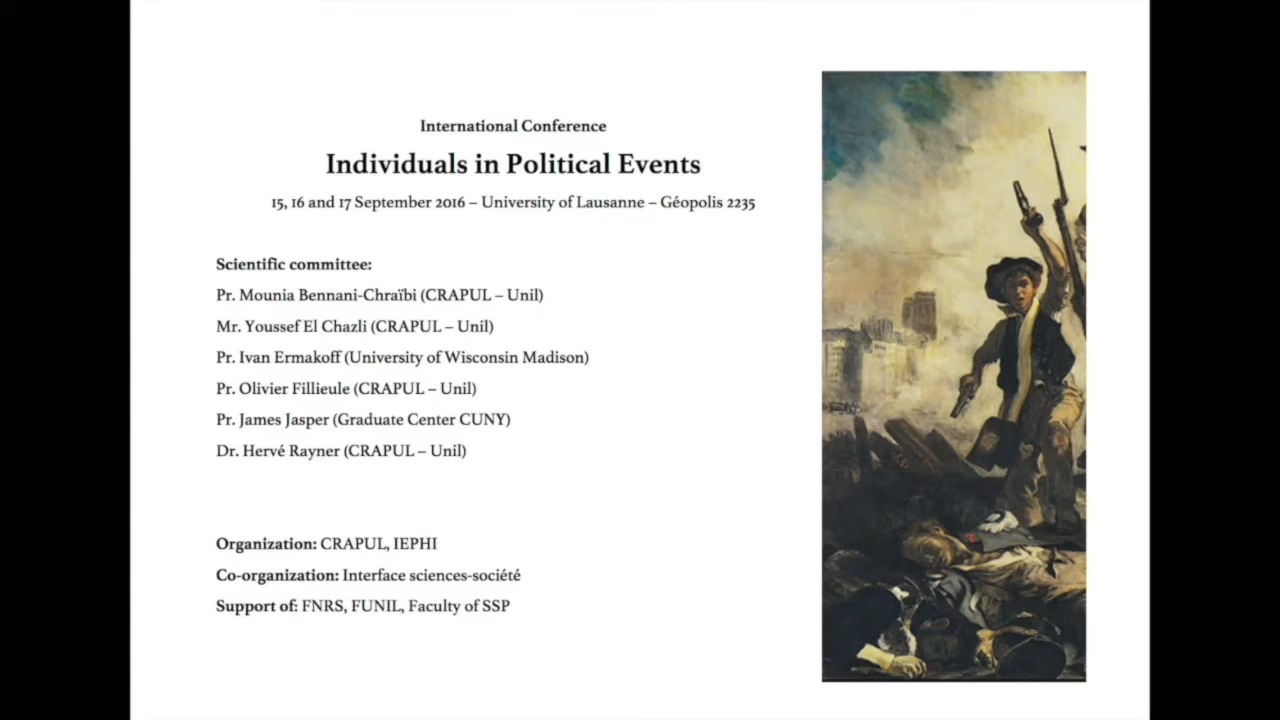 International Conference
Individuals in Political Events
15, 16 and 17 September 2016 – University of Lausanne – Géopolis 2235
Scientific committee:
Pr. Mounia Bennani-Chraïbi (CRAPUL – Unil)
Mr. Youssef El Chazli (CRAPUL – Unil)
Pr. Ivan Ermakoff (University of Wisconsin Madison)
Pr. Olivier Fillieule (CRAPUL – Unil)
Pr. James Jasper (Graduate Center CUNY)
Dr. Hervé Rayner (CRAPUL – Unil)
Organization: CRAPUL, IEPHI
Co-organization: Interface sciences-société
Support of: FNRS, FUNIL, Faculty of SSP